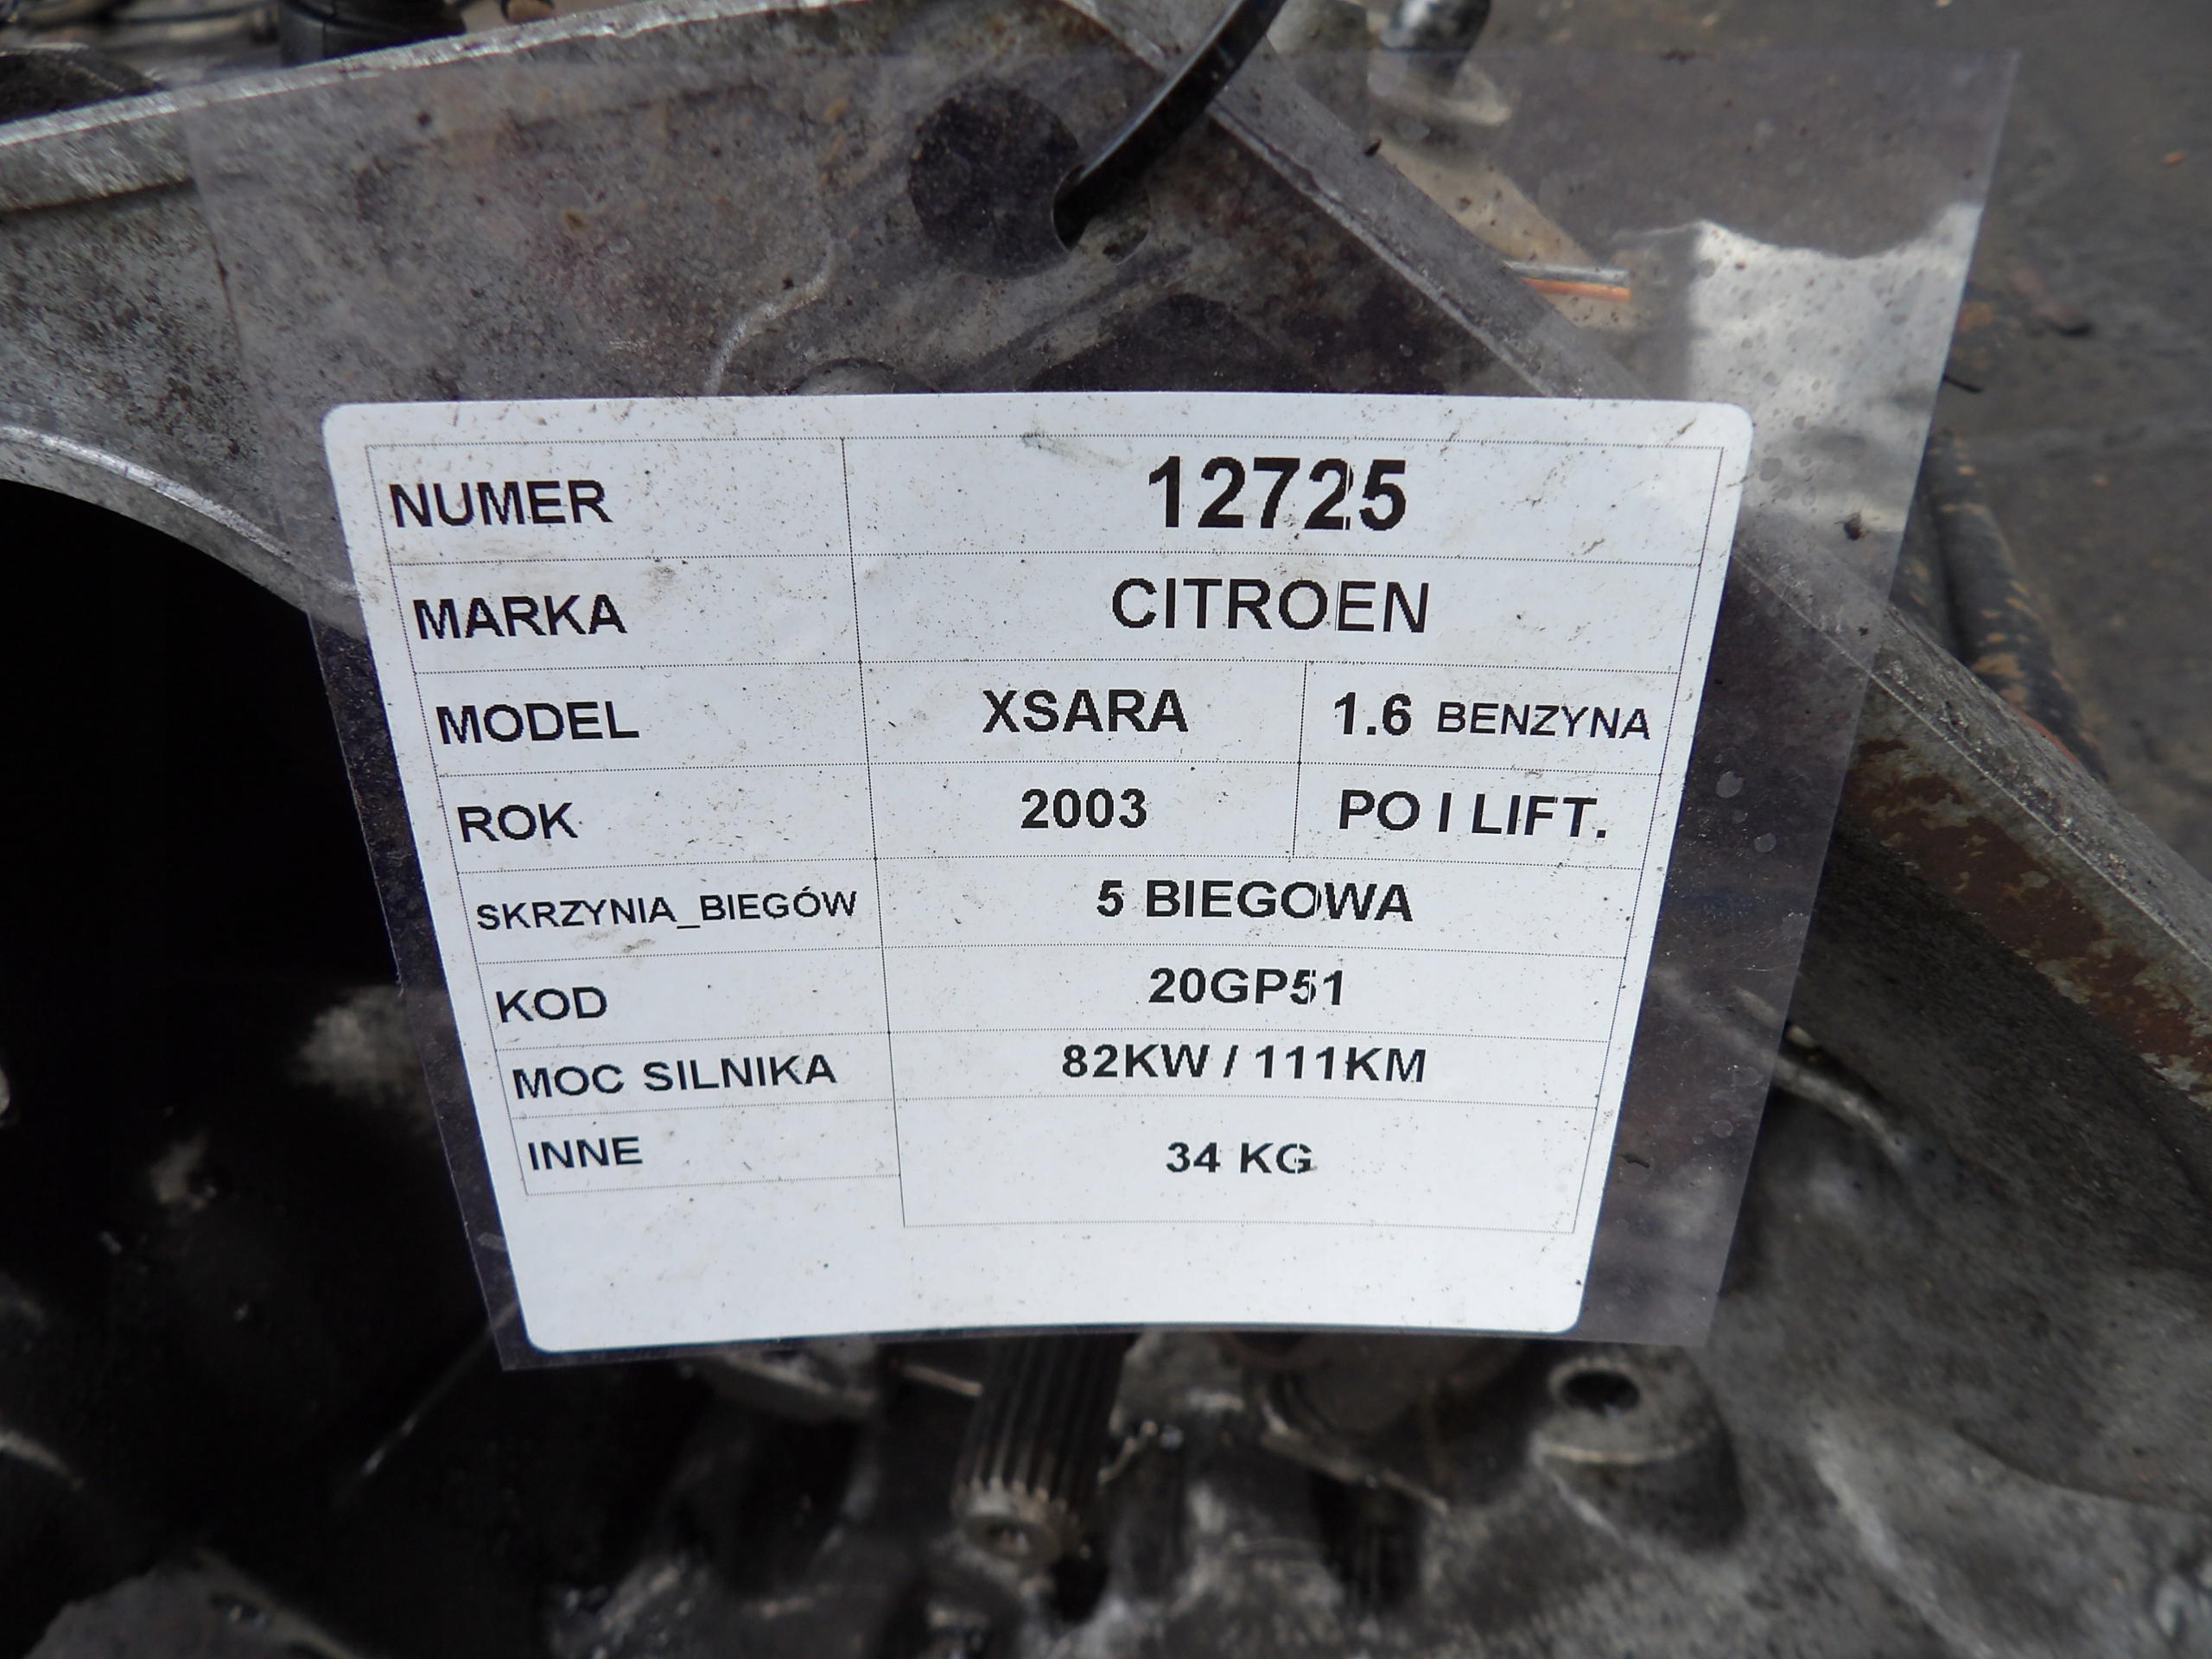 NUMER 12725
MARKA CITROEN
MODEL XSARA 1.6 BENZYNA
ROK 2003 PO I LIFT.
SKRZYNIA_BIEGÓW 5 BIEGOWA
KOD 20GP51
MOC SILNIKA 82KW / 111KM
INNE 34 KG